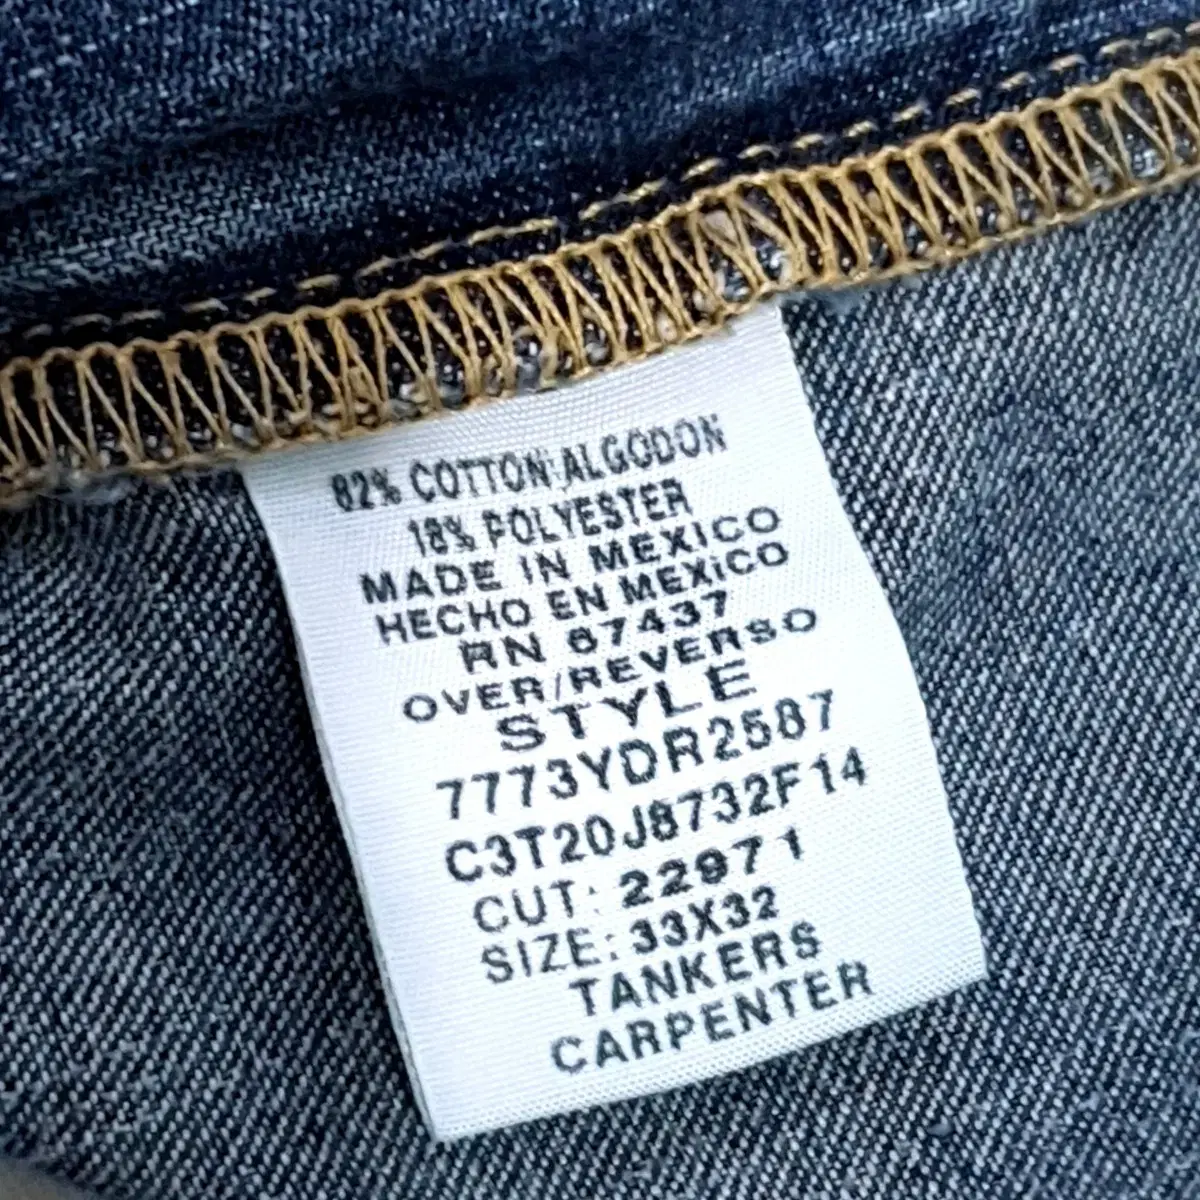 82% COTTON/ALGODON
18% POLYESTER
MADE IN MEXICO
HECHO EN MEXICO
RN 87437
OVER/REVERSO
STYLE
7773YDR2587
C3T20J8732F14
CUT: 22971
SIZE: 33X32
TANKERS
CARPENTER